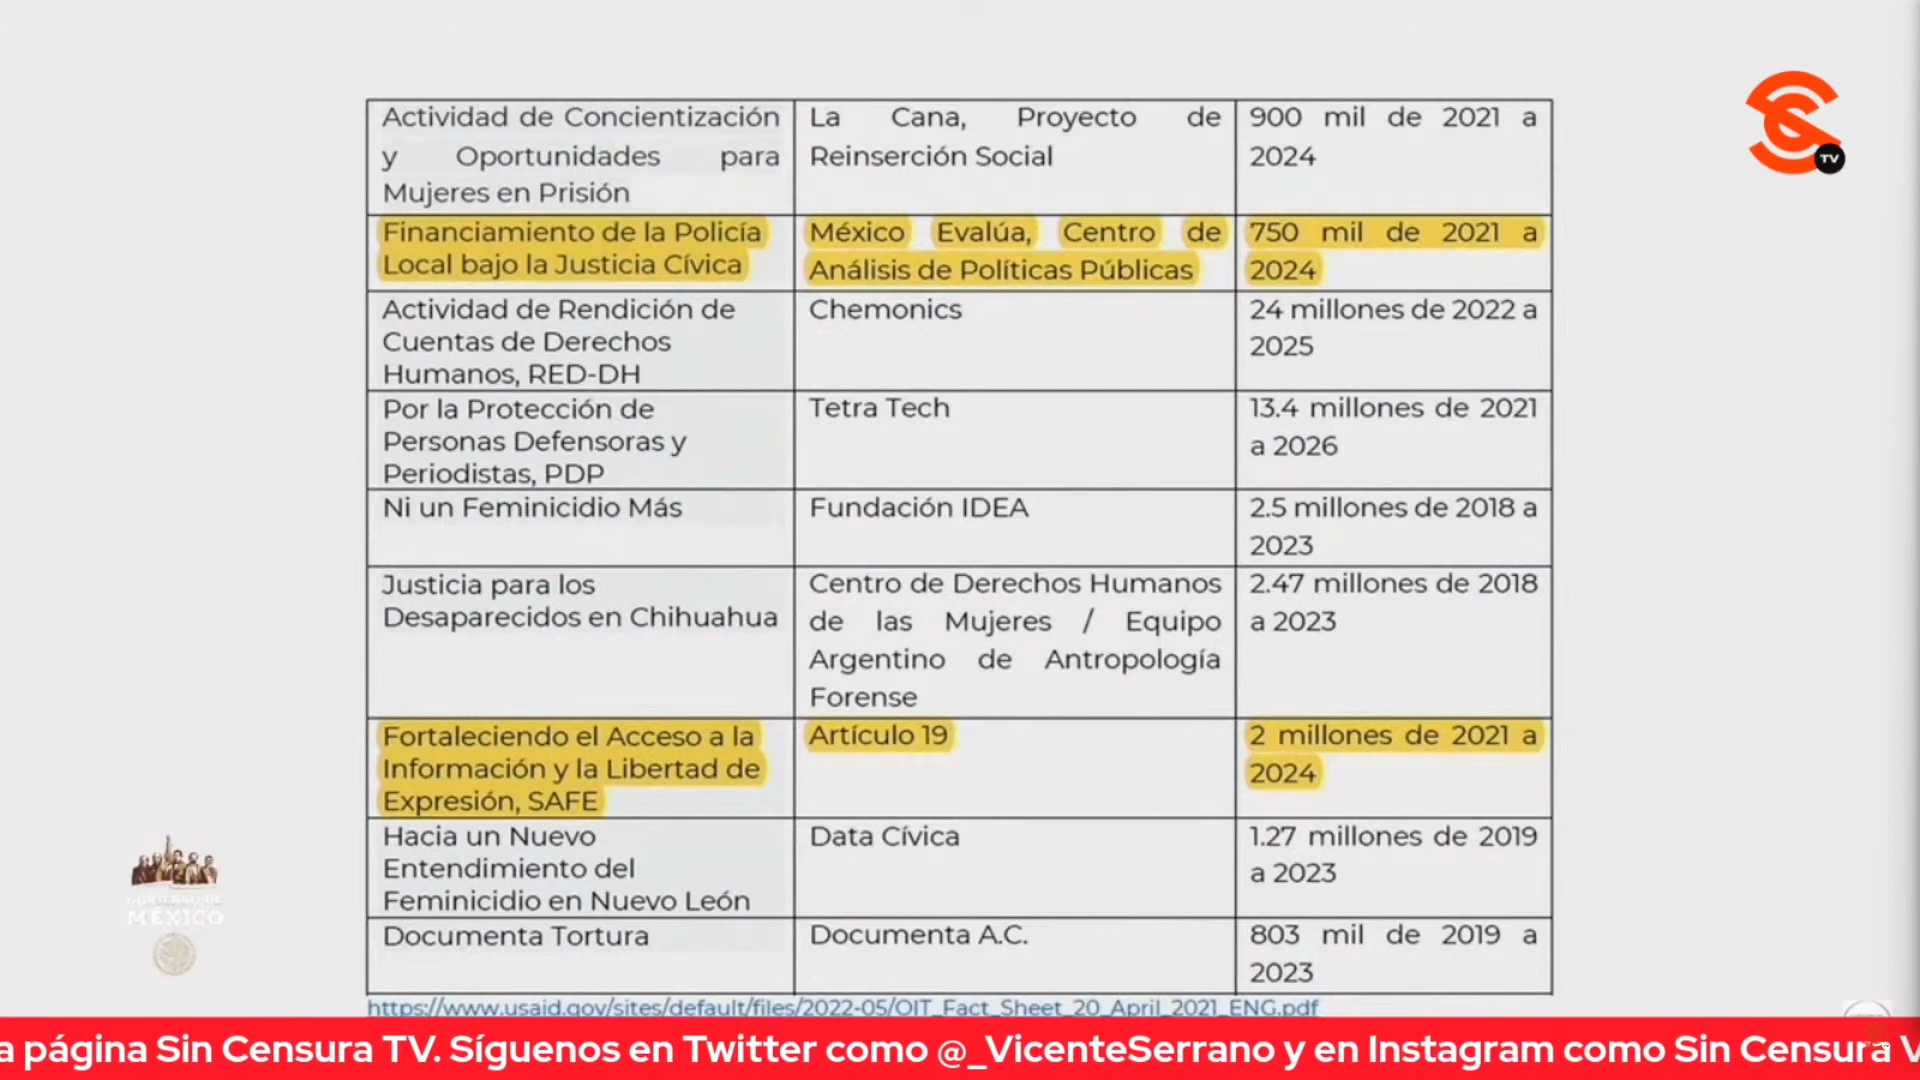 TV
Actividad de Concientización
y Oportunidades para
Mujeres en Prisión
La Cana, Proyecto de
Reinserción Social
900 mil de 2021 a
2024
Financiamiento de la Policía
Local bajo la Justicia Cívica
México Evalúa, Centro de
Análisis de Políticas Públicas
750 mil de 2021 a
2024
Actividad de Rendición de
Cuentas de Derechos
Humanos, RED-DH
Chemonics
24 millones de 2022 a
2025
Por la Protección de
Personas Defensoras y
Periodistas, PDP
Tetra Tech
13.4 millones de 2021
a 2026
Ni un Feminicidio Más
Fundación IDEA
2.5 millones de 2018 a
2023
Justicia para los
Desaparecidos en Chihuahua
Centro de Derechos Humanos
de las Mujeres / Equipo
Argentino de Antropología
Forense
2.47 millones de 2018
a 2023
Fortaleciendo el Acceso a la
Información y la Libertad de
Expresión, SAFE
Artículo 19
2 millones de 2021 a
2024
Hacia un Nuevo
Entendimiento del
Feminicidio en Nuevo León
Data Cívica
1.27 millones de 2019
a 2023
Documenta Tortura
Documenta A.C.
803 mil de 2019 a
2023
https://www.usaid.gov/sites/default/files/2022-05/OIT_Fact_Sheet_20_April_2021_ENG.pdf
GOBIERNO DE
MÉXICO
a página Sin Censura TV. Síguenos en Twitter como @_VicenteSerrano y en Instagram como Sin Censura V